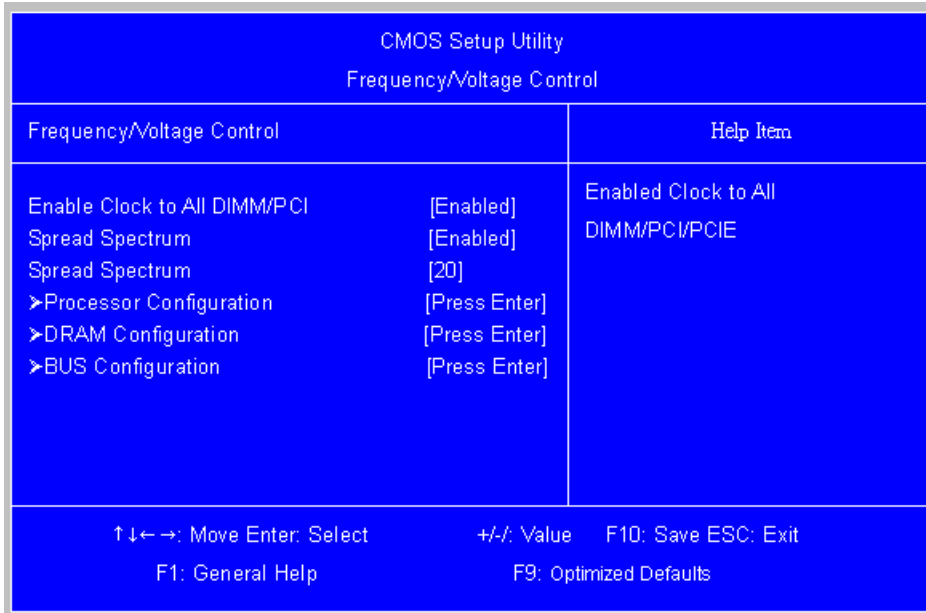 CMOS Setup Utility
Frequency/Voltage Control
Frequency/Voltage Control
Help Item
Enable Clock to All DIMM/PCI [Enabled]
Spread Spectrum [Enabled]
Spread Spectrum [20]
➢Processor Configuration [Press Enter]
➢DRAM Configuration [Press Enter]
➢BUS Configuration [Press Enter]
Enabled Clock to All
DIMM/PCI/PCIE
↑↓←→: Move Enter: Select +/-/: Value F10: Save ESC: Exit
F1: General Help F9: Optimized Defaults